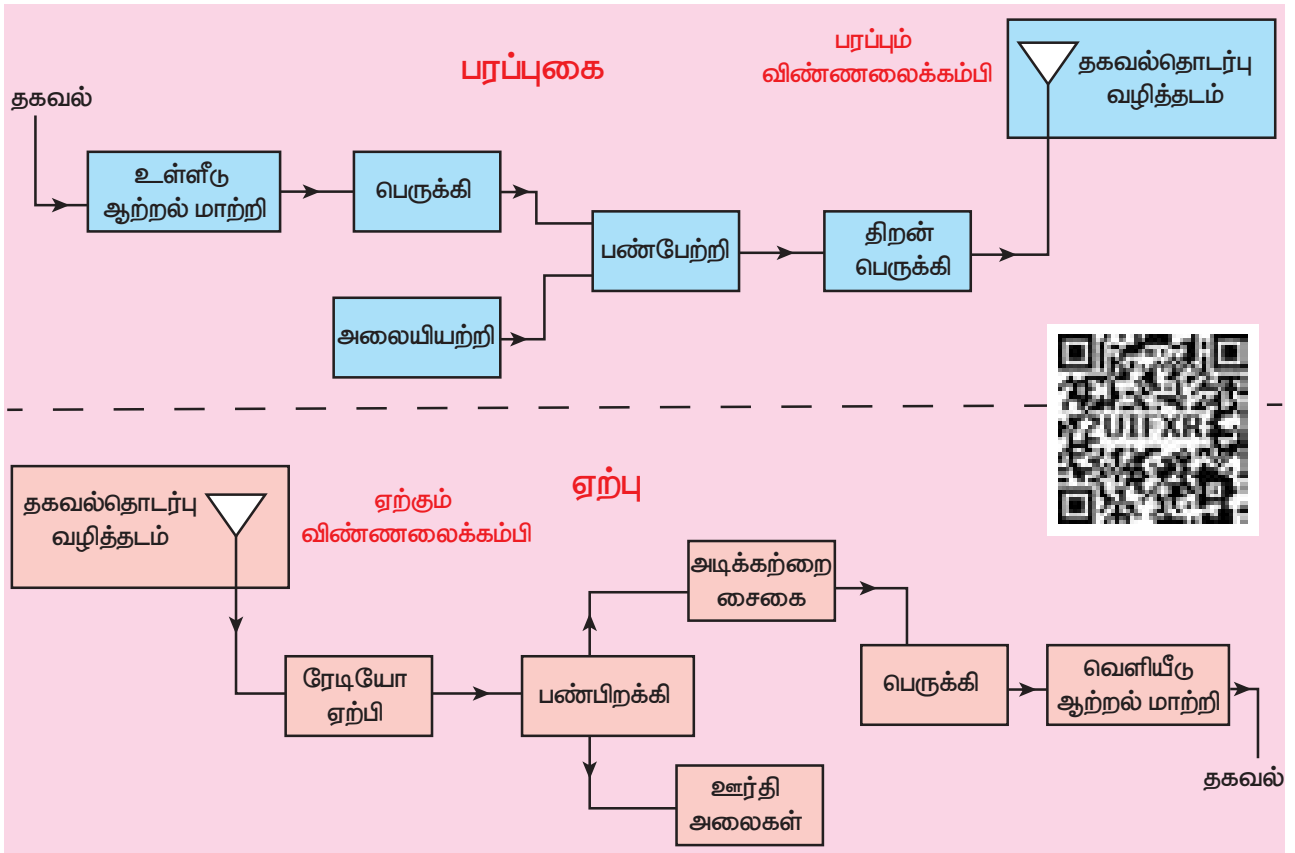 பரப்புகை
பரப்பும்
விண்ணலைக்கம்பி
தகவல்தொடர்பு
வழித்தடம்
தகவல்
உள்ளீடு
ஆற்றல் மாற்றி
பெருக்கி
பண்பேற்றி
திறன்
பெருக்கி
அலையியற்றி
UIFXR
ஏற்பு
தகவல்தொடர்பு
வழித்தடம்
ஏற்கும்
விண்ணலைக்கம்பி
ரேடியோ
ஏற்பி
பண்பிறக்கி
அடிக்கற்றை
சைகை
ஊர்தி
அலைகள்
பெருக்கி
வெளியீடு
ஆற்றல் மாற்றி
தகவல்